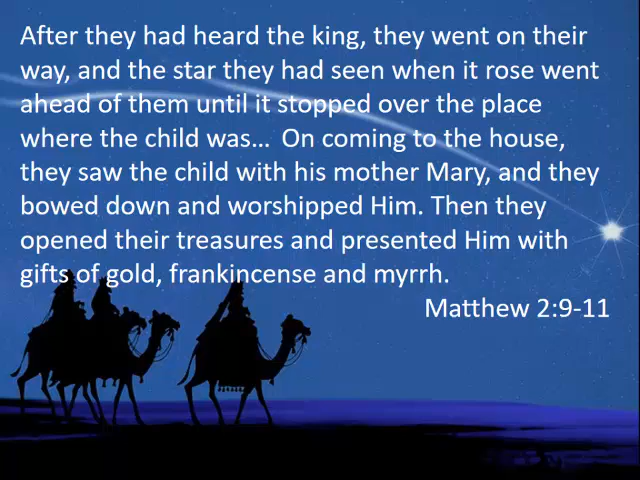 After they had heard the king, they went on their
way, and the star they had seen when it rose went
ahead of them until it stopped over the place
where the child was… On coming to the house,
they saw the child with his mother Mary, and they
bowed down and worshipped Him. Then they
opened their treasures and presented Him with
gifts of gold, frankincense and myrrh.
Matthew 2:9-11